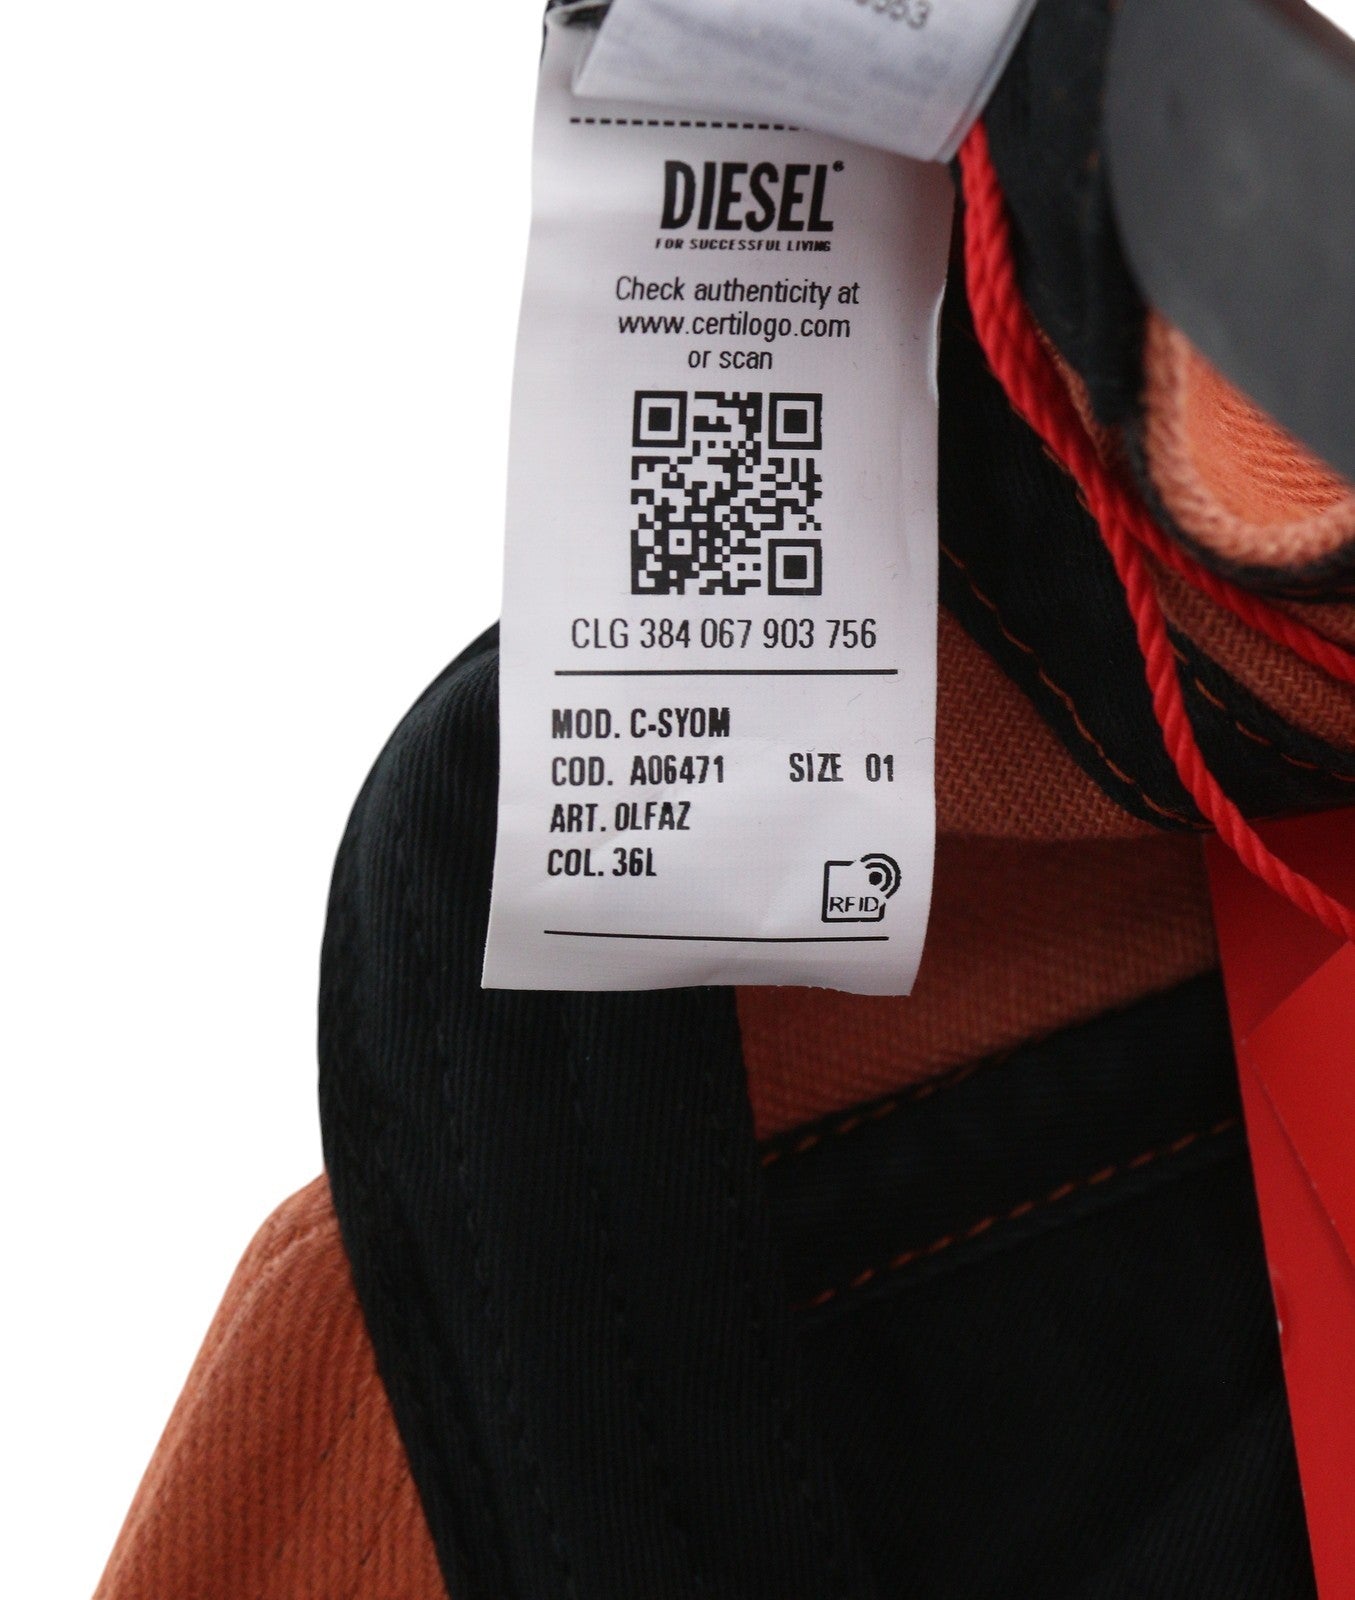 DIESEL®
FOR SUCCESSFUL LIVING
Check authenticity at
www.certilogo.com
or scan
CLG 384 067 903 756
MOD. C-SYOM
COD. A06471 SIZE 01
ART. OLFAZ
COL. 36L
RFID